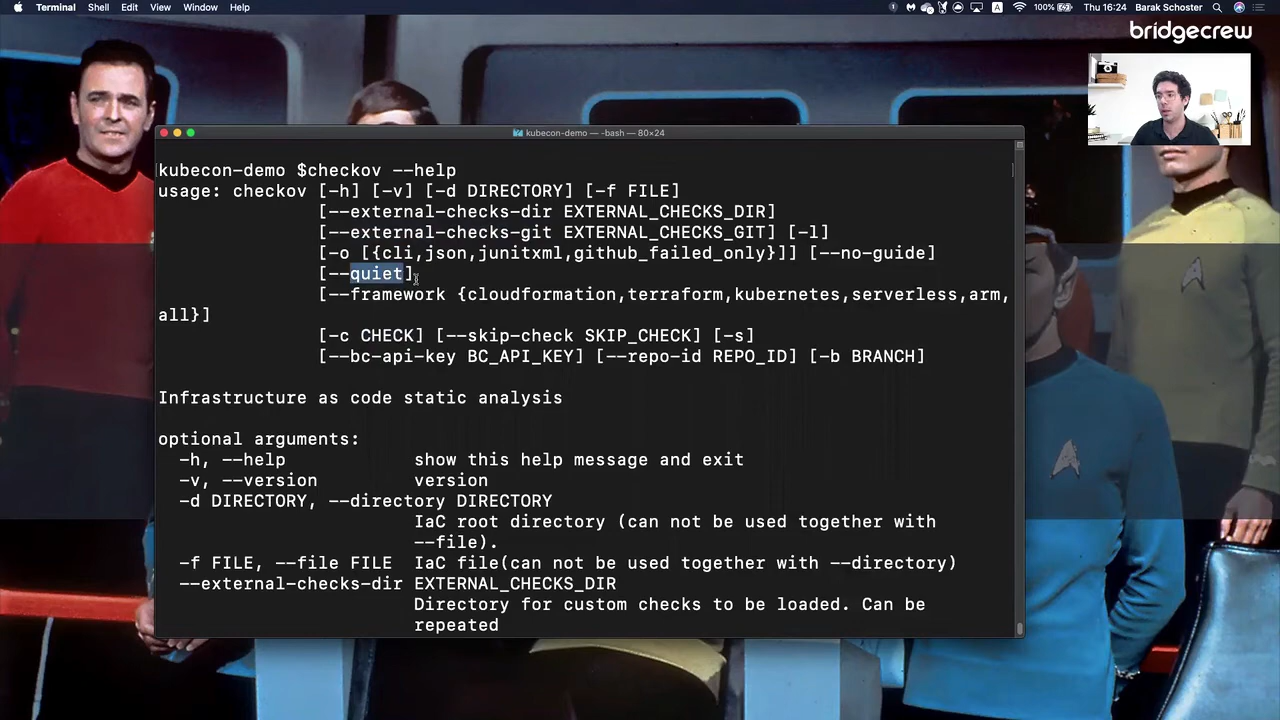 Terminal Shell Edit View Window Help 100% Thu 16:24 Barak Schoster
bridgecrew
kubecon-demo — -bash — 80×24
kubecon-demo $checkov --help
usage: checkov [-h] [-v] [-d DIRECTORY] [-f FILE]
[--external-checks-dir EXTERNAL_CHECKS_DIR]
[--external-checks-git EXTERNAL_CHECKS_GIT] [-l]
[-o [{cli,json,junitxml,github_failed_only}]] [--no-guide]
[--quiet]
[--framework {cloudformation,terraform,kubernetes,serverless,arm,
all}]
[-c CHECK] [--skip-check SKIP_CHECK] [-s]
[--bc-api-key BC_API_KEY] [--repo-id REPO_ID] [-b BRANCH]
Infrastructure as code static analysis
optional arguments:
-h, --help show this help message and exit
-v, --version version
-d DIRECTORY, --directory DIRECTORY
IaC root directory (can not be used together with
--file).
-f FILE, --file FILE IaC file(can not be used together with --directory)
--external-checks-dir EXTERNAL_CHECKS_DIR
Directory for custom checks to be loaded. Can be
repeated